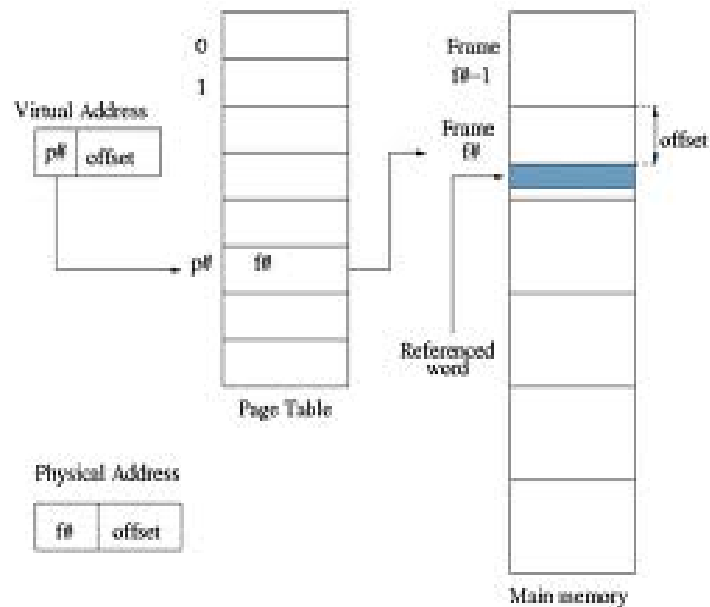 0
1
Virtual Address
p#
offset
p#
f#
Page Table
Frame
f#-1
Frame
f#
offset
Referenced
word
Main memory
Physical Address
f#
offset